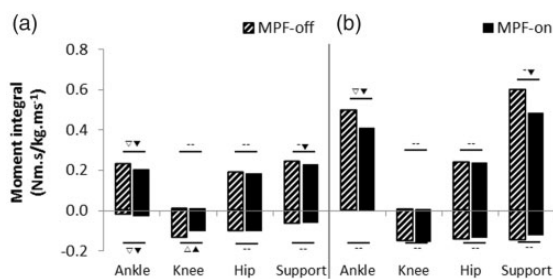 (a) MPF-off MPF-on (b)
Moment integral
(Nm.s/kg.ms⁻¹)
0.8
0.6
0.4
0.2
0.0
-0.2
▽▼ -- -- -▼ ▽▼ -- -- -▼
▽▼ △▲ -- -- -- -- -- --
Ankle Knee Hip Support Ankle Knee Hip Support